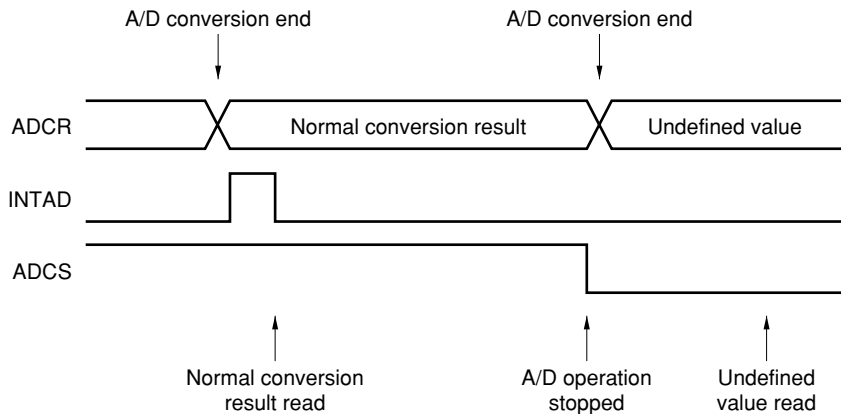 A/D conversion end A/D conversion end
ADCR Normal conversion result Undefined value
INTAD
ADCS
Normal conversion A/D operation Undefined
result read stopped value read